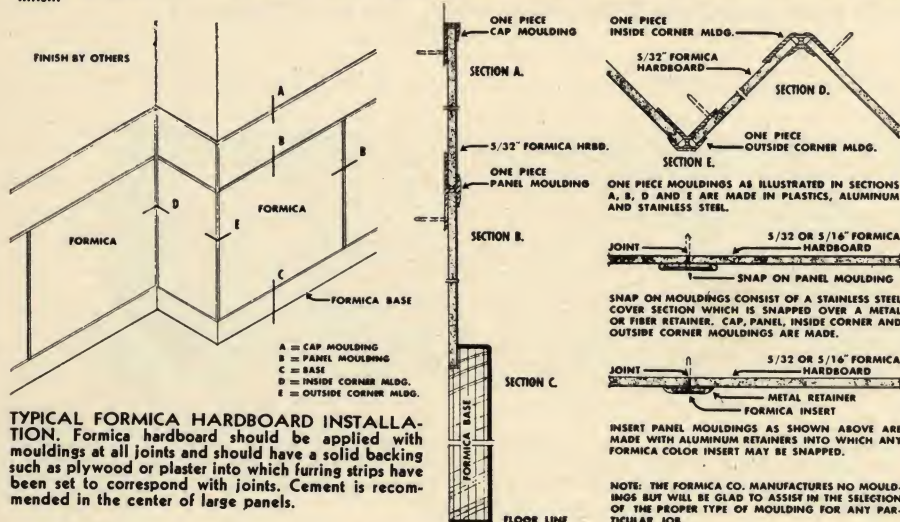 FINISH BY OTHERS
A
B
B
D
E
FORMICA
FORMICA
C
FORMICA BASE
A = CAP MOULDING
B = PANEL MOULDING
C = BASE
D = INSIDE CORNER MLDG.
E = OUTSIDE CORNER MLDG.
TYPICAL FORMICA HARDBOARD INSTALLA-
TION. Formica hardboard should be applied with
mouldings at all joints and should have a solid backing
such as plywood or plaster into which furring strips have
been set to correspond with joints. Cement is recom-
mended in the center of large panels.
ONE PIECE
CAP MOULDING
SECTION A.
5/32" FORMICA HRBD.
ONE PIECE
PANEL MOULDING
SECTION B.
SECTION C.
FORMICA BASE
FLOOR LINE
ONE PIECE
INSIDE CORNER MLDG.
5/32" FORMICA
HARDBOARD
SECTION D.
ONE PIECE
OUTSIDE CORNER MLDG.
SECTION E.
ONE PIECE MOULDINGS AS ILLUSTRATED IN SECTIONS
A, B, D AND E ARE MADE IN PLASTICS, ALUMINUM
AND STAINLESS STEEL.
5/32 OR 5/16" FORMICA
JOINT HARDBOARD
SNAP ON PANEL MOULDING
SNAP ON MOULDINGS CONSIST OF A STAINLESS STEEL
COVER SECTION WHICH IS SNAPPED OVER A METAL
OR FIBER RETAINER. CAP, PANEL, INSIDE CORNER AND
OUTSIDE CORNER MOULDINGS ARE MADE.
5/32 OR 5/16" FORMICA
JOINT HARDBOARD
METAL RETAINER
FORMICA INSERT
INSERT PANEL MOULDINGS AS SHOWN ABOVE ARE
MADE WITH ALUMINUM RETAINERS INTO WHICH ANY
FORMICA COLOR INSERT MAY BE SNAPPED.
NOTE: THE FORMICA CO. MANUFACTURES NO MOULD-
INGS BUT WILL BE GLAD TO ASSIST IN THE SELECTION
OF THE PROPER TYPE OF MOULDING FOR ANY PAR-
TICULAR JOB.